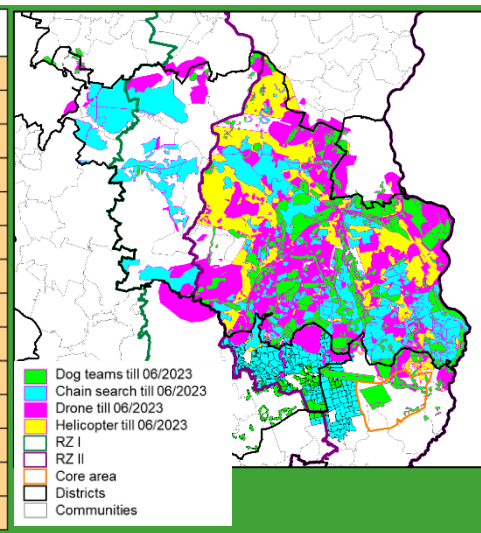 Dog teams till 06/2023
Chain search till 06/2023
Drone till 06/2023
Helicopter till 06/2023
RZ I
RZ II
Core area
Districts
Communities